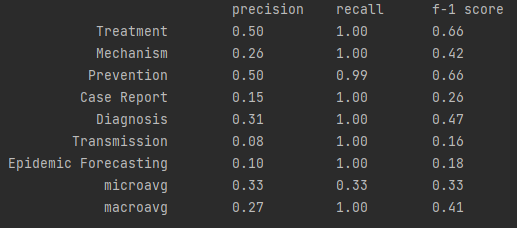 precision recall f-1 score
Treatment 0.50 1.00 0.66
Mechanism 0.26 1.00 0.42
Prevention 0.50 0.99 0.66
Case Report 0.15 1.00 0.26
Diagnosis 0.31 1.00 0.47
Transmission 0.08 1.00 0.16
Epidemic Forecasting 0.10 1.00 0.18
microavg 0.33 0.33 0.33
macroavg 0.27 1.00 0.41